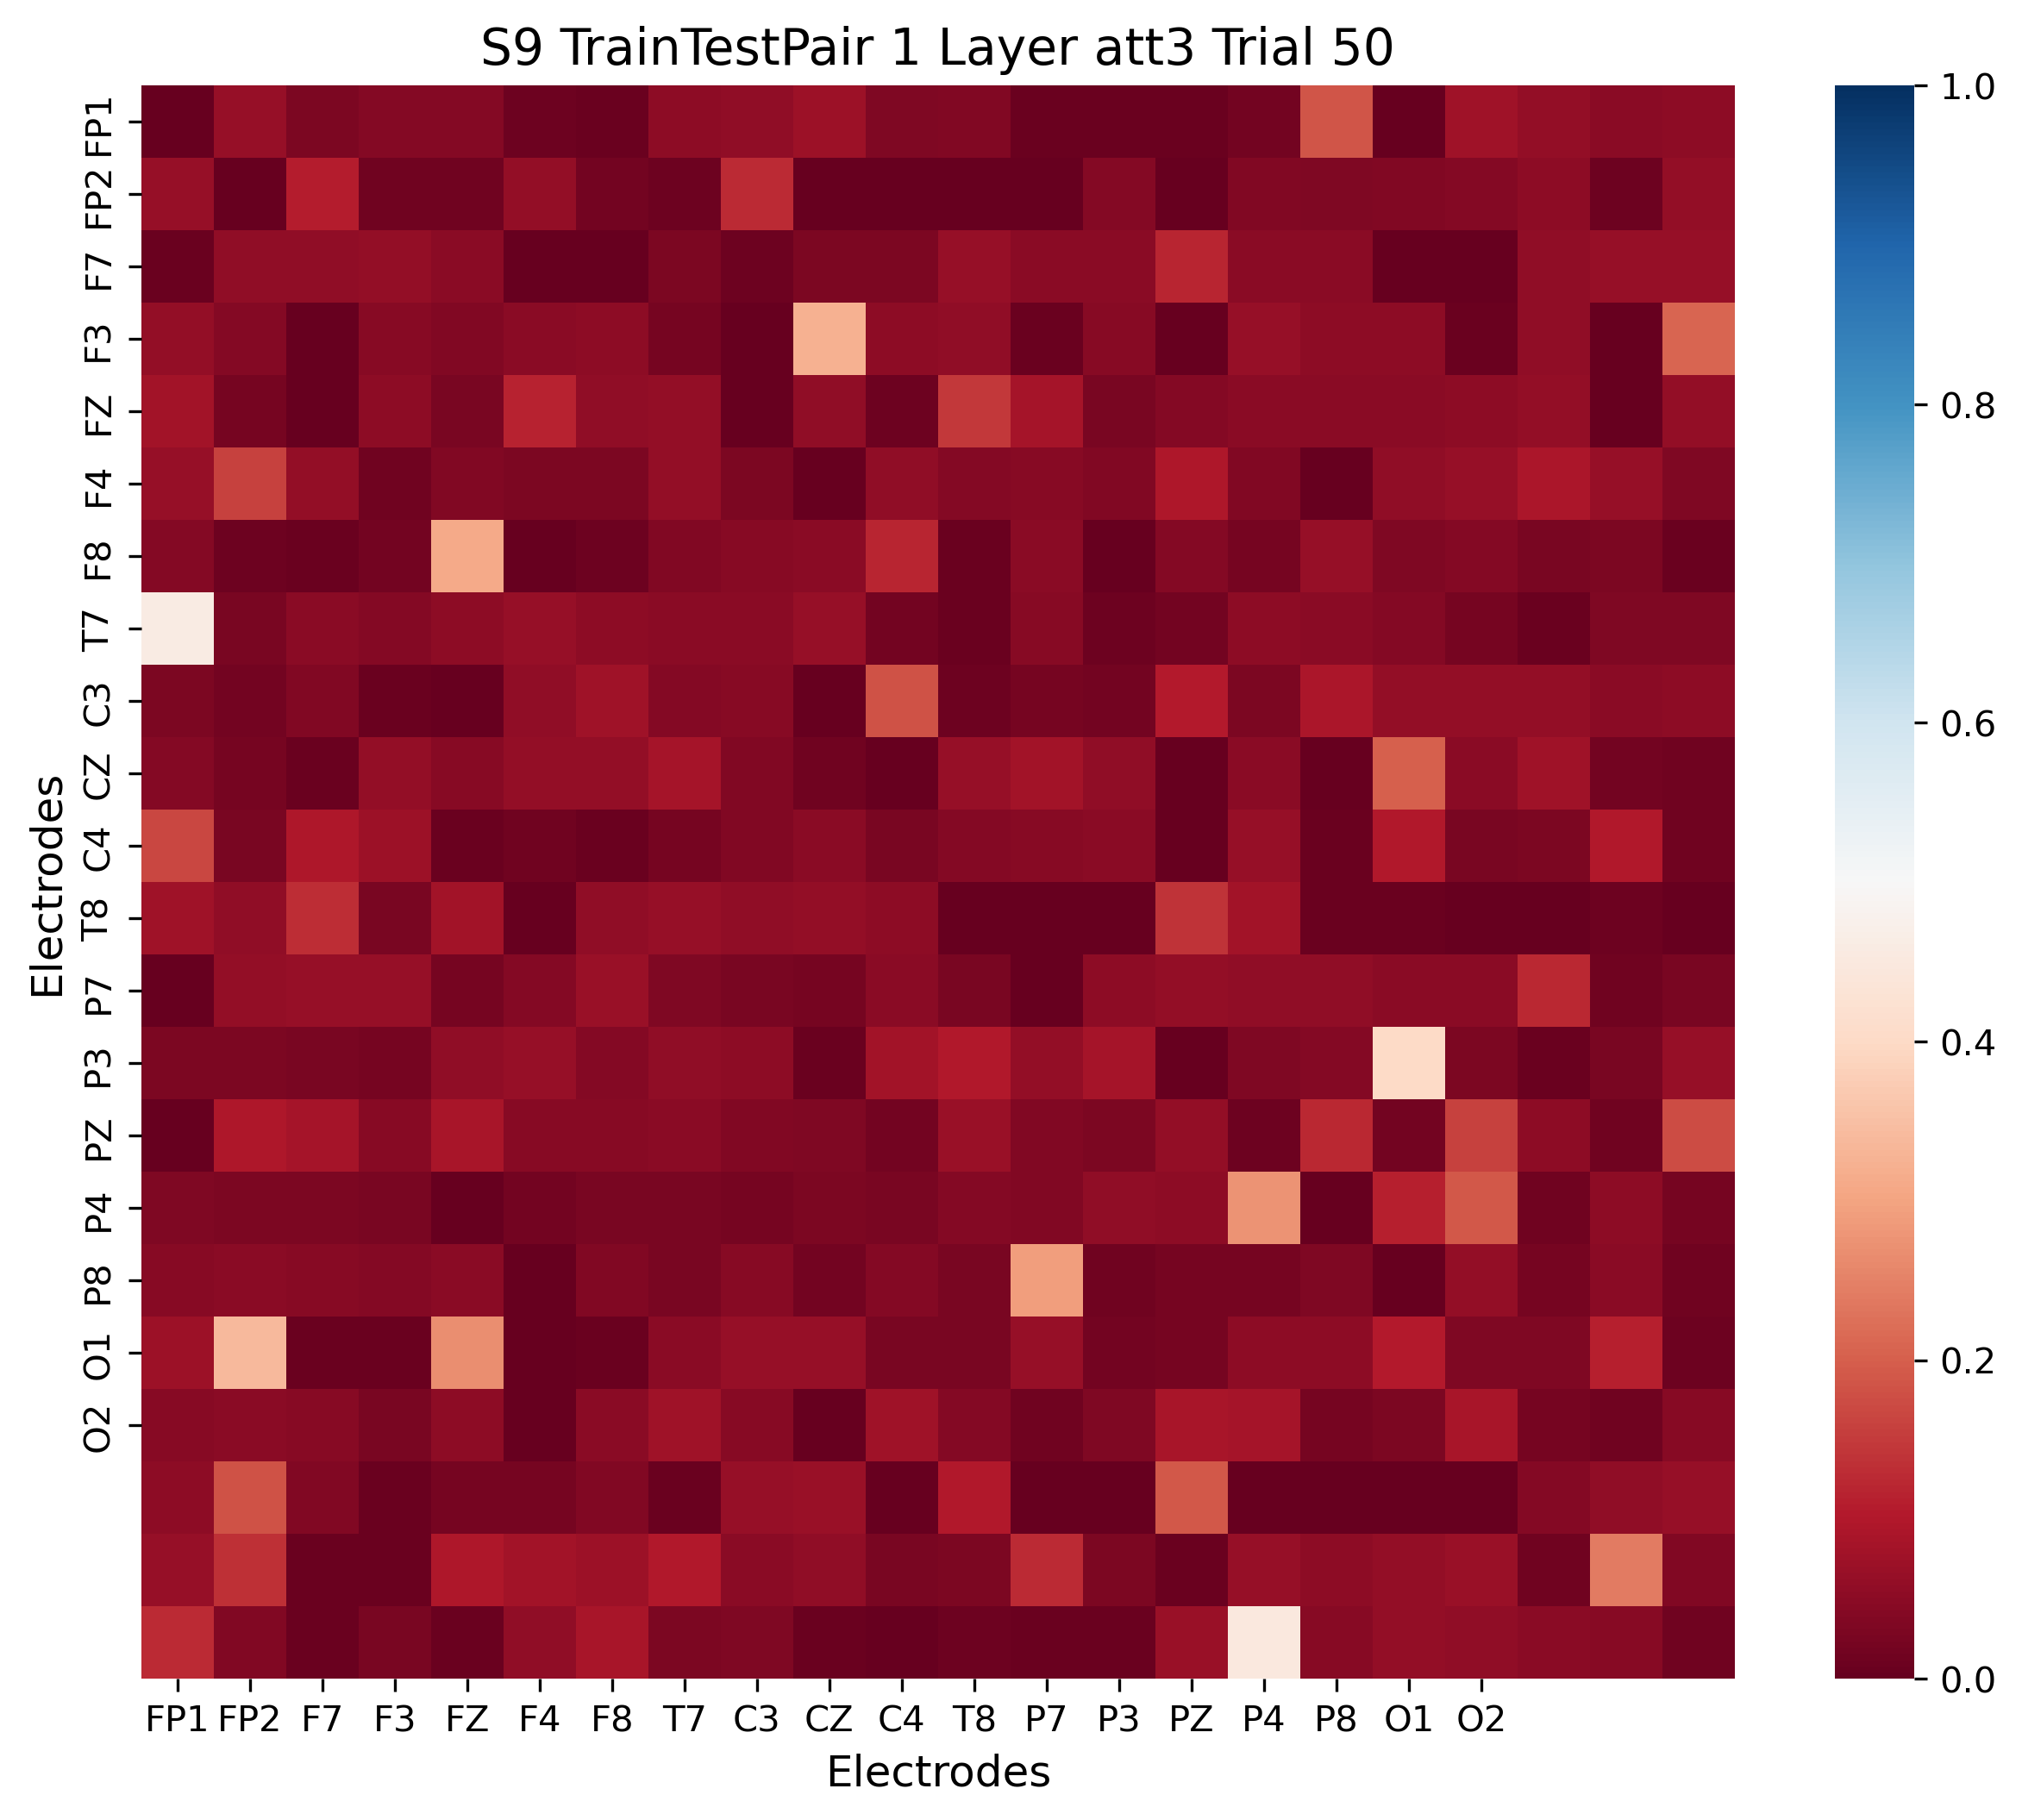 S9 TrainTestPair 1 Layer att3 Trial 50
Electrodes
FP1
FP2
F7
F3
FZ
F4
F8
T7
C3
CZ
C4
T8
P7
P3
PZ
P4
P8
O1
O2
FP1 FP2 F7 F3 FZ F4 F8 T7 C3 CZ C4 T8 P7 P3 PZ P4 P8 O1 O2
Electrodes
1.0
0.8
0.6
0.4
0.2
0.0